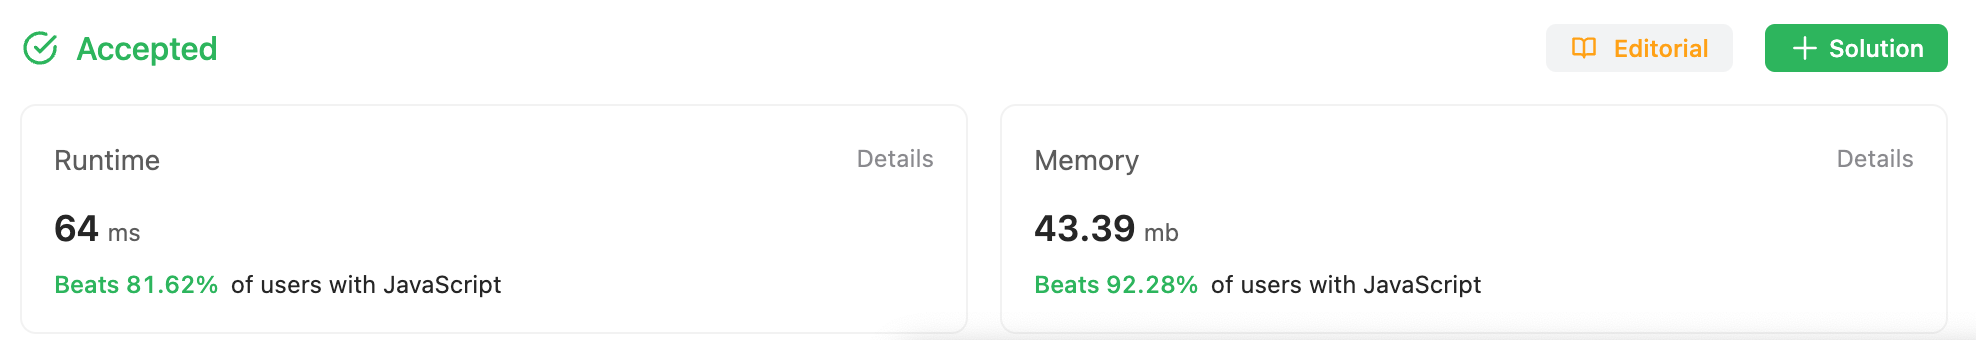 Accepted
Editorial
Solution
Runtime
Details
64 ms
Beats 81.62% of users with JavaScript
Memory
Details
43.39 mb
Beats 92.28% of users with JavaScript